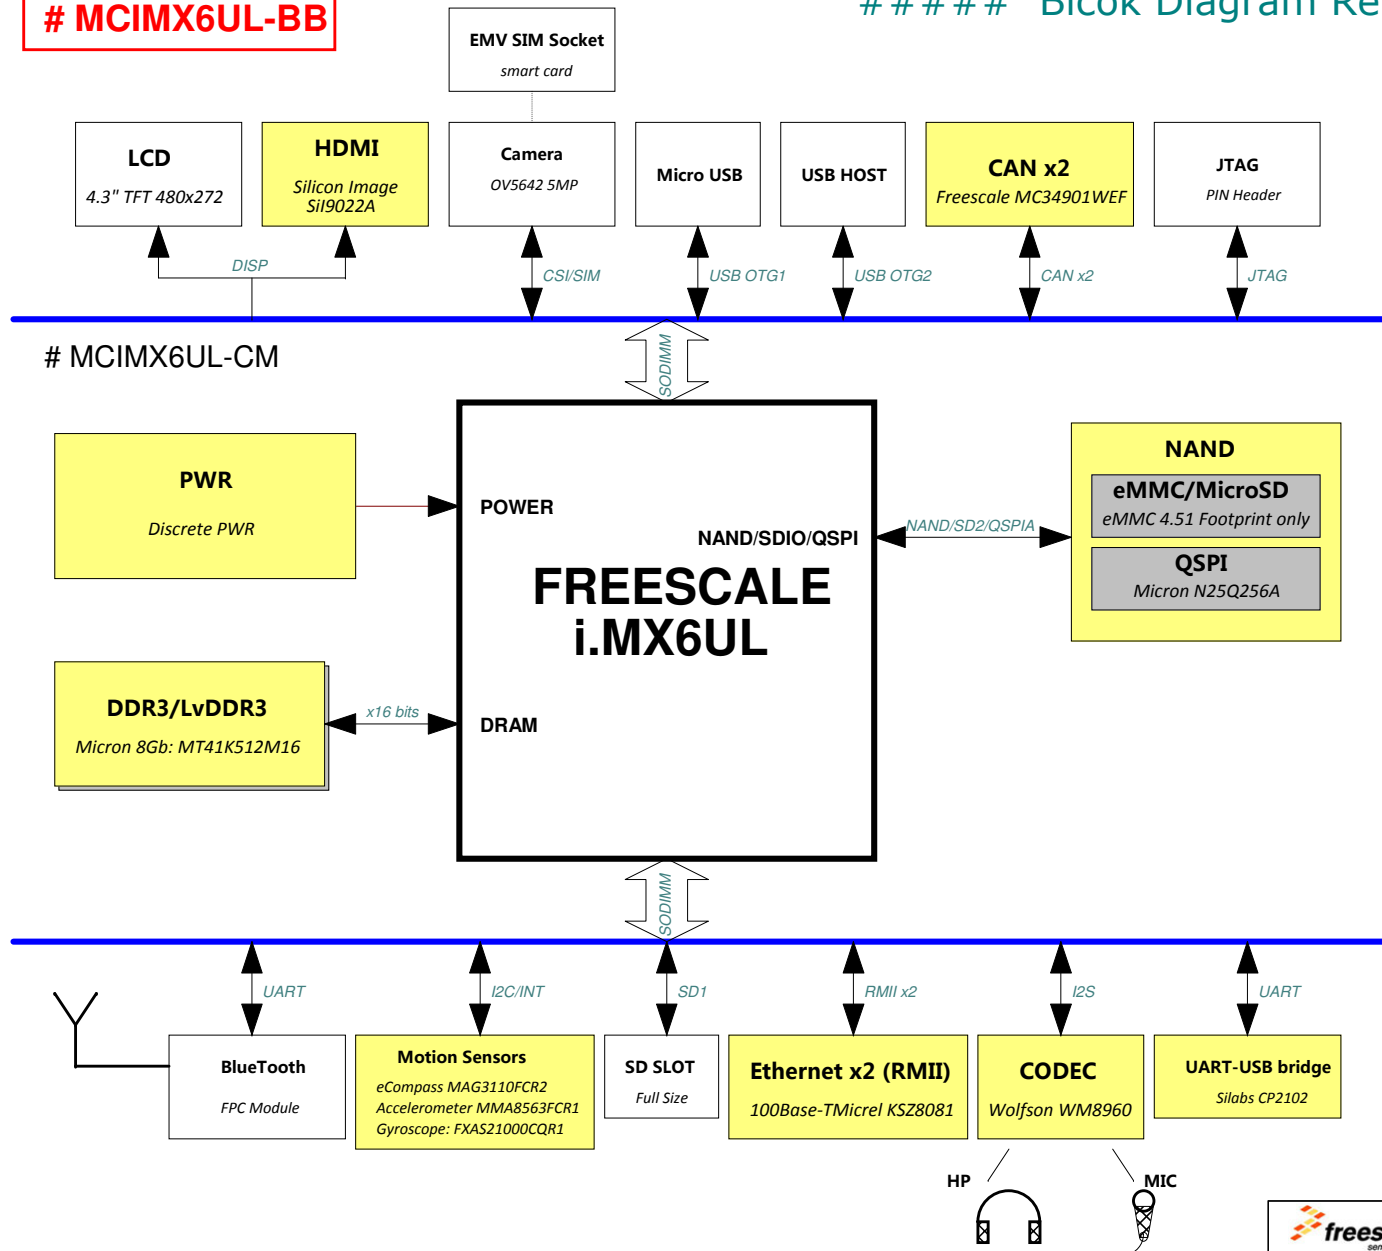 # MCIMX6UL-BB
##### Bicok Diagram Re
EMV SIM Socket
smart card
LCD
4.3" TFT 480x272
HDMI
Silicon Image
SiI9022A
Camera
OV5642 5MP
Micro USB
USB HOST
CAN x2
Freescale MC34901WEF
JTAG
PIN Header
DISP
CSI/SIM
USB OTG1
USB OTG2
CAN x2
JTAG
# MCIMX6UL-CM
SODIMM
PWR
Discrete PWR
POWER
NAND/SDIO/QSPI
NAND/SD2/QSPIA
NAND
eMMC/MicroSD
eMMC 4.51 Footprint only
QSPI
Micron N25Q256A
FREESCALE
i.MX6UL
DDR3/LvDDR3
Micron 8Gb: MT41K512M16
x16 bits
DRAM
SODIMM
UART
I2C/INT
SD1
RMII x2
I2S
UART
BlueTooth
FPC Module
Motion Sensors
eCompass MAG3110FCR2
Accelerometer MMA8563FCR1
Gyroscope: FXAS21000CQR1
SD SLOT
Full Size
Ethernet x2 (RMII)
100Base-TMicrel KSZ8081
CODEC
Wolfson WM8960
UART-USB bridge
Silabs CP2102
HP
MIC
frees
sen